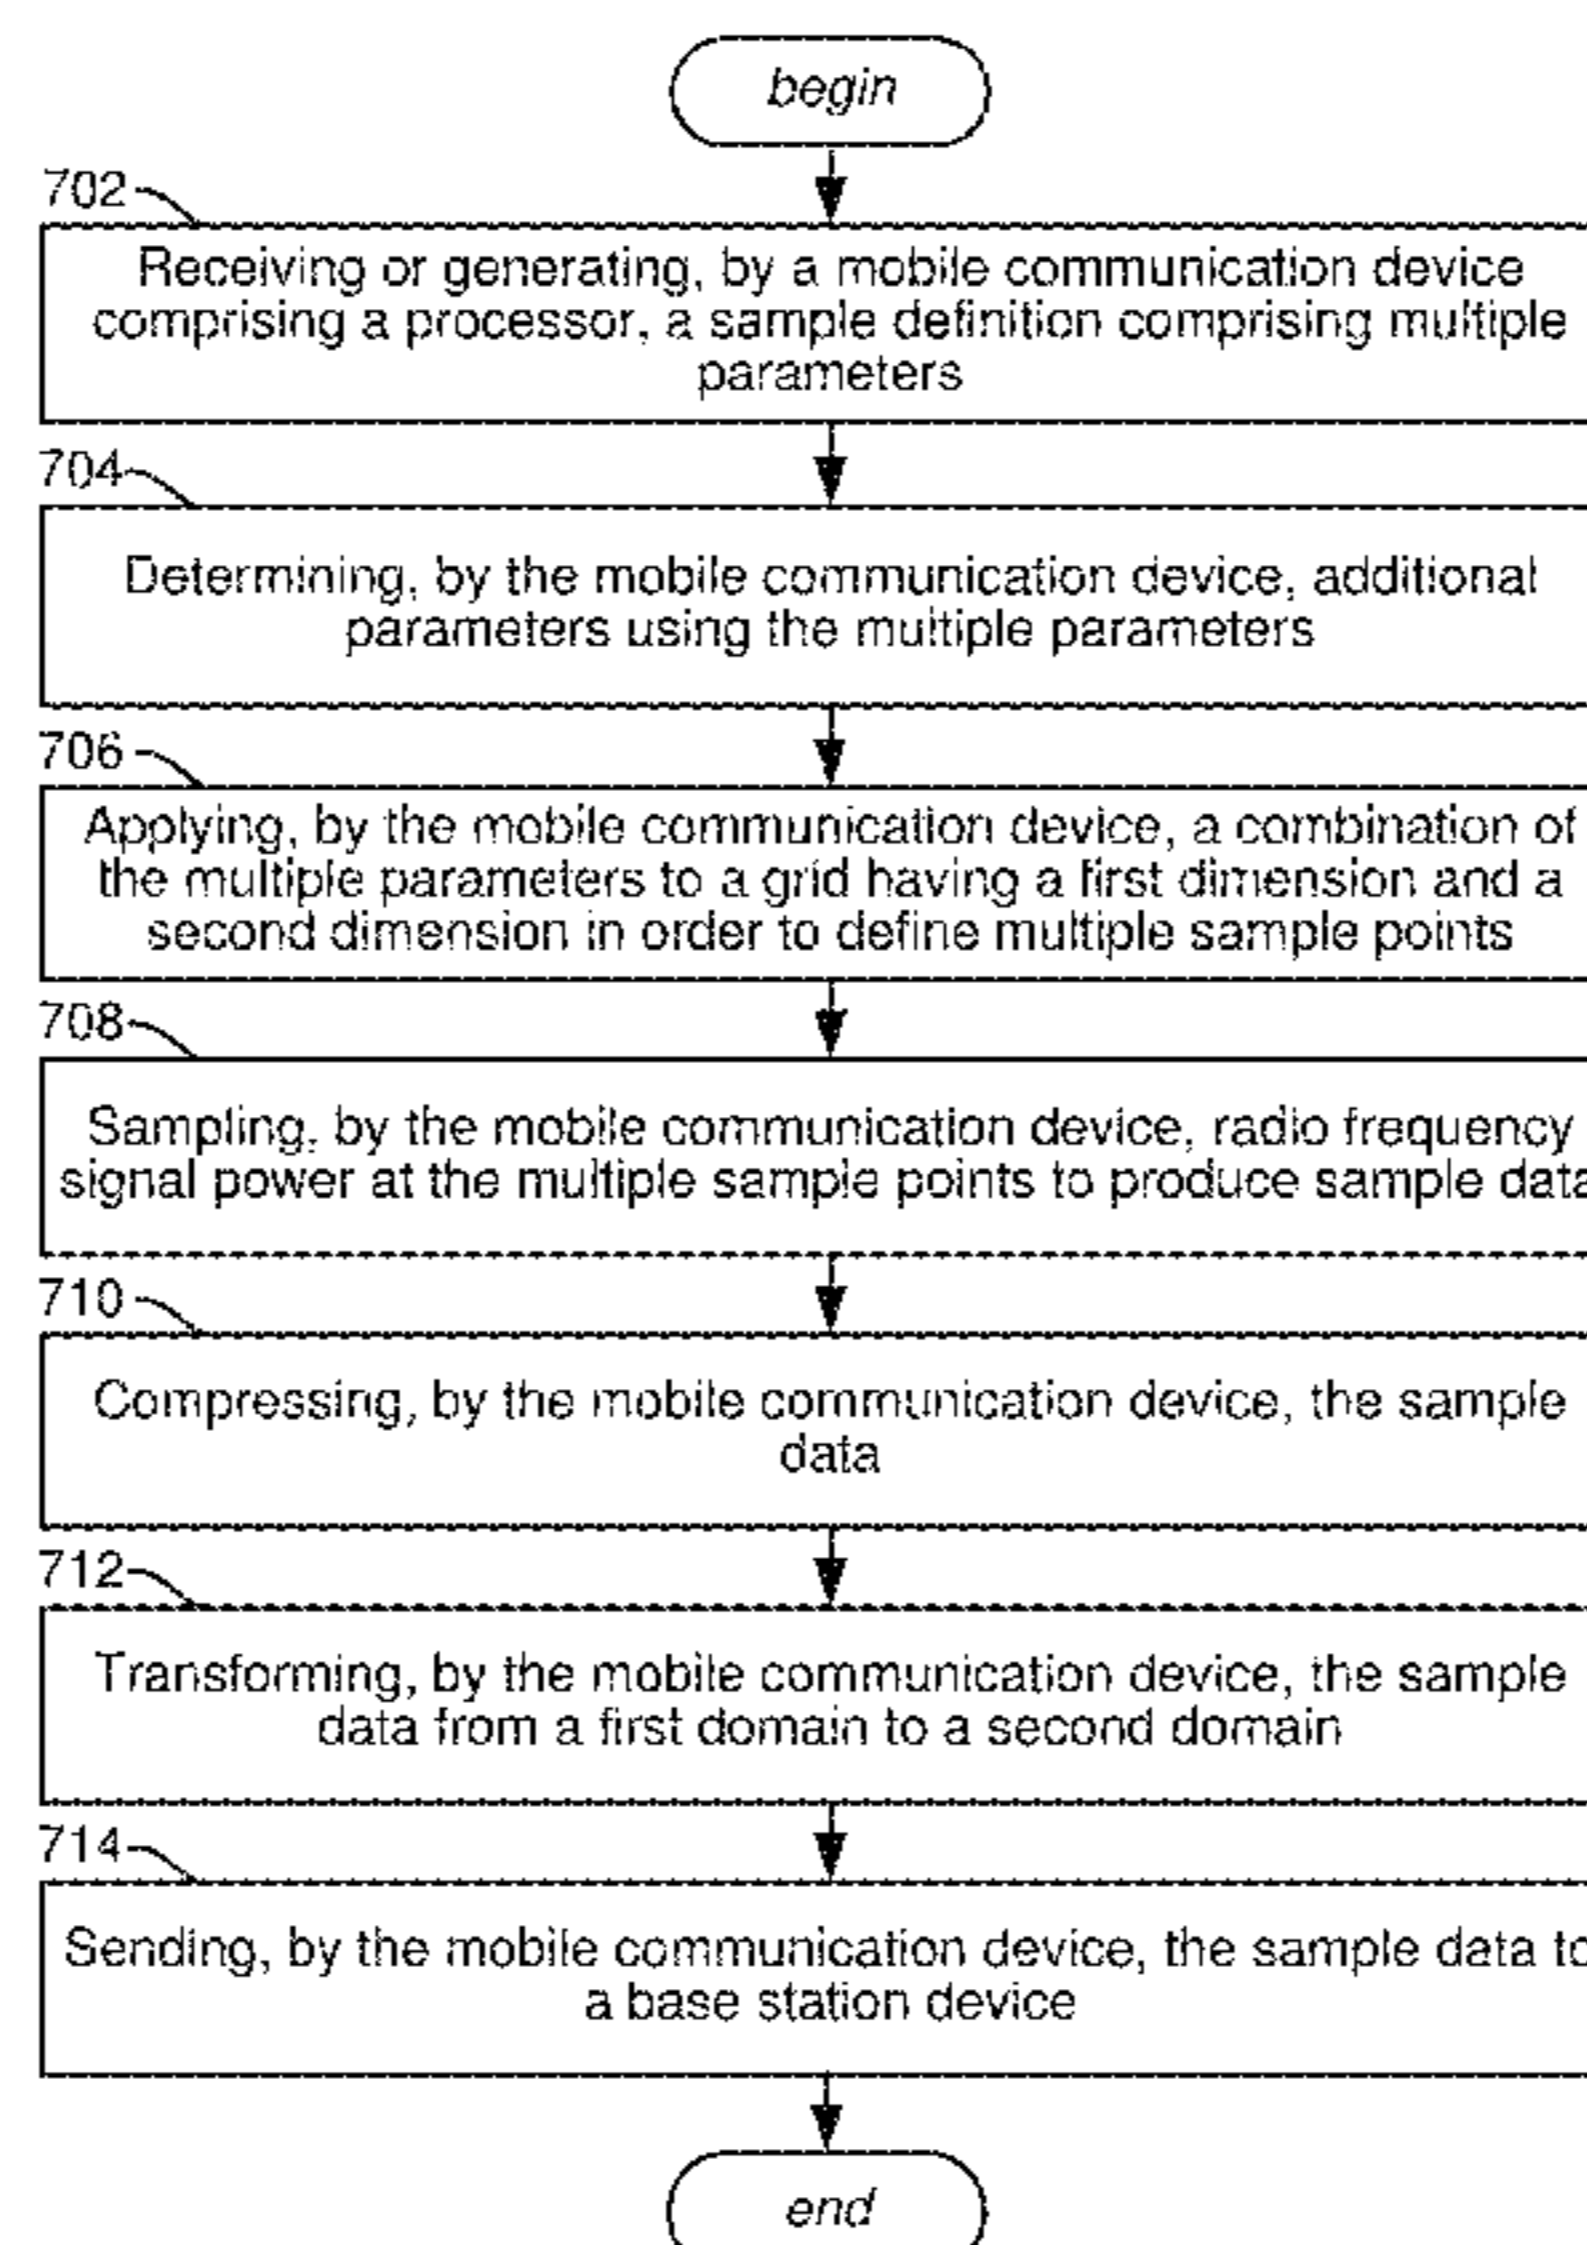 begin
702
Receiving or generating, by a mobile communication device
comprising a processor, a sample definition comprising multiple
parameters
704
Determining, by the mobile communication device, additional
parameters using the multiple parameters
706
Applying, by the mobile communication device, a combination of
the multiple parameters to a grid having a first dimension and a
second dimension in order to define multiple sample points
708
Sampling, by the mobile communication device, radio frequency
signal power at the multiple sample points to produce sample data
710
Compressing, by the mobile communication device, the sample
data
712
Transforming, by the mobile communication device, the sample
data from a first domain to a second domain
714
Sending, by the mobile communication device, the sample data to
a base station device
end